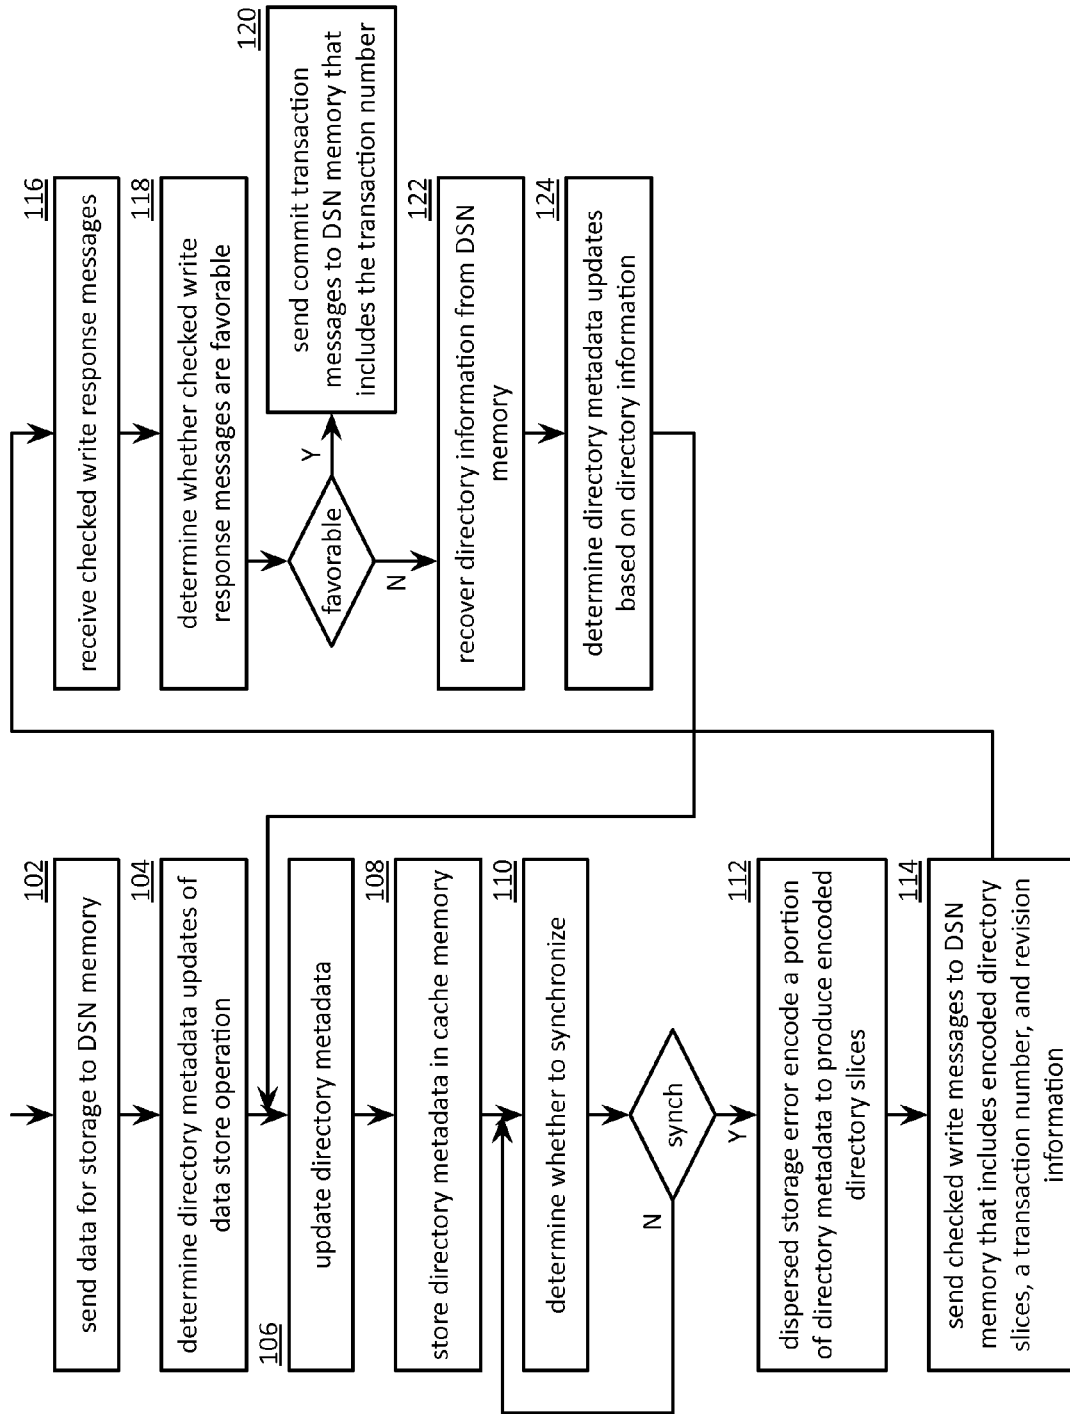 102
send data for storage to DSN memory
104
determine directory metadata updates of
data store operation
106
update directory metadata
108
store directory metadata in cache memory
110
determine whether to synchronize
synch
N
Y
112
dispersed storage error encode a portion
of directory metadata to produce encoded
directory slices
114
send checked write messages to DSN
memory that includes encoded directory
slices, a transaction number, and revision
information
116
receive checked write response messages
118
determine whether checked write
response messages are favorable
favorable
Y
N
120
send commit transaction
messages to DSN memory that
includes the transaction number
122
recover directory information from DSN
memory
124
determine directory metadata updates
based on directory information